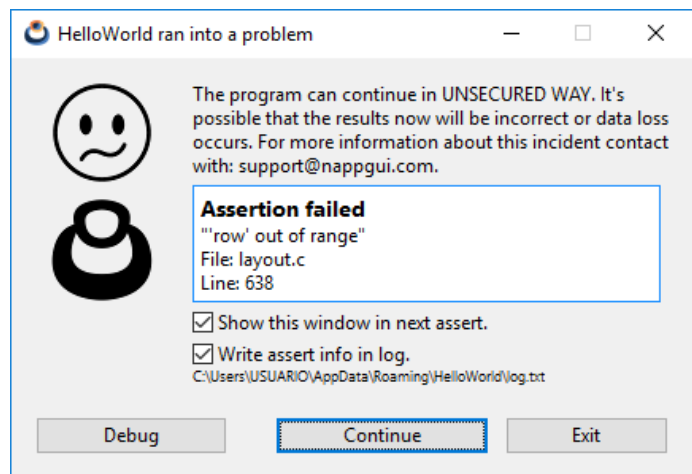 HelloWorld ran into a problem
The program can continue in UNSECURED WAY. It's
possible that the results now will be incorrect or data loss
occurs. For more information about this incident contact
with: support@nappgui.com.
Assertion failed
"'row' out of range"
File: layout.c
Line: 638
Show this window in next assert.
Write assert info in log.
C:\Users\USUARIO\AppData\Roaming\HelloWorld\log.txt
Debug Continue Exit